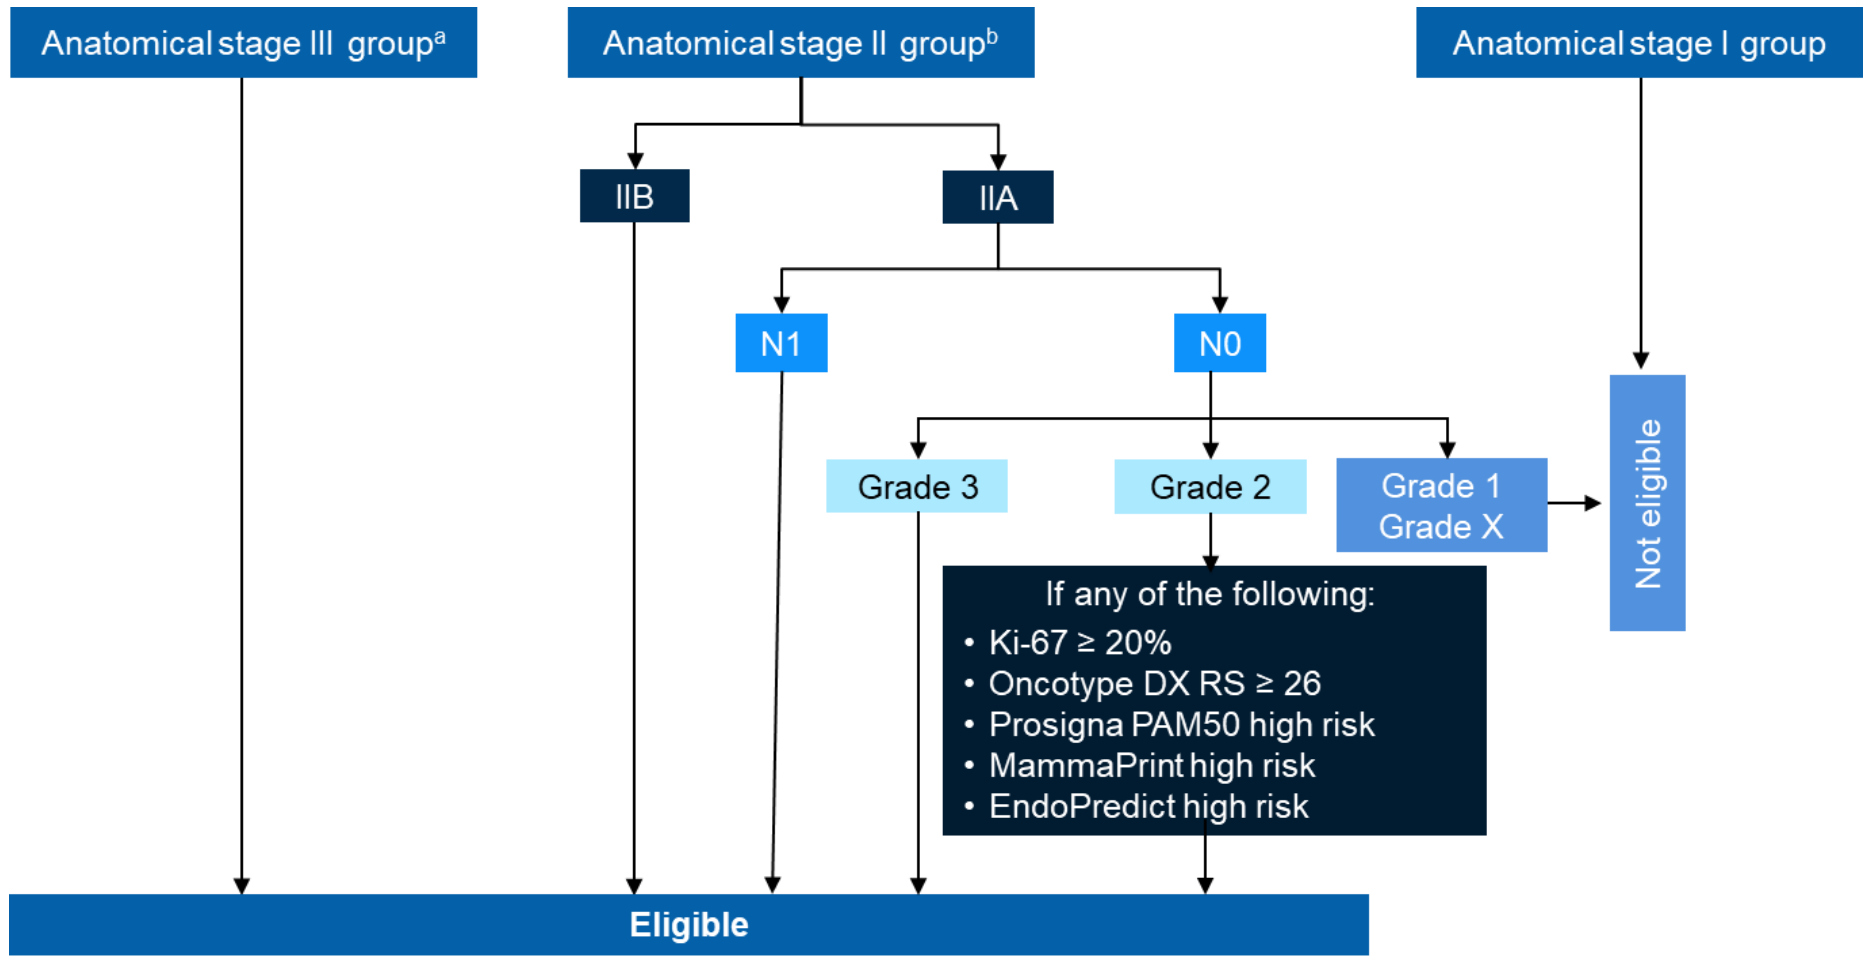 Anatomical stage III groupᵃ
Anatomical stage II groupᵇ
Anatomical stage I group
IIB
IIA
N1
N0
Grade 3
Grade 2
Grade 1
Grade X
Not eligible
If any of the following:
• Ki-67 ≥ 20%
• Oncotype DX RS ≥ 26
• Prosigna PAM50 high risk
• MammaPrint high risk
• EndoPredict high risk
Eligible